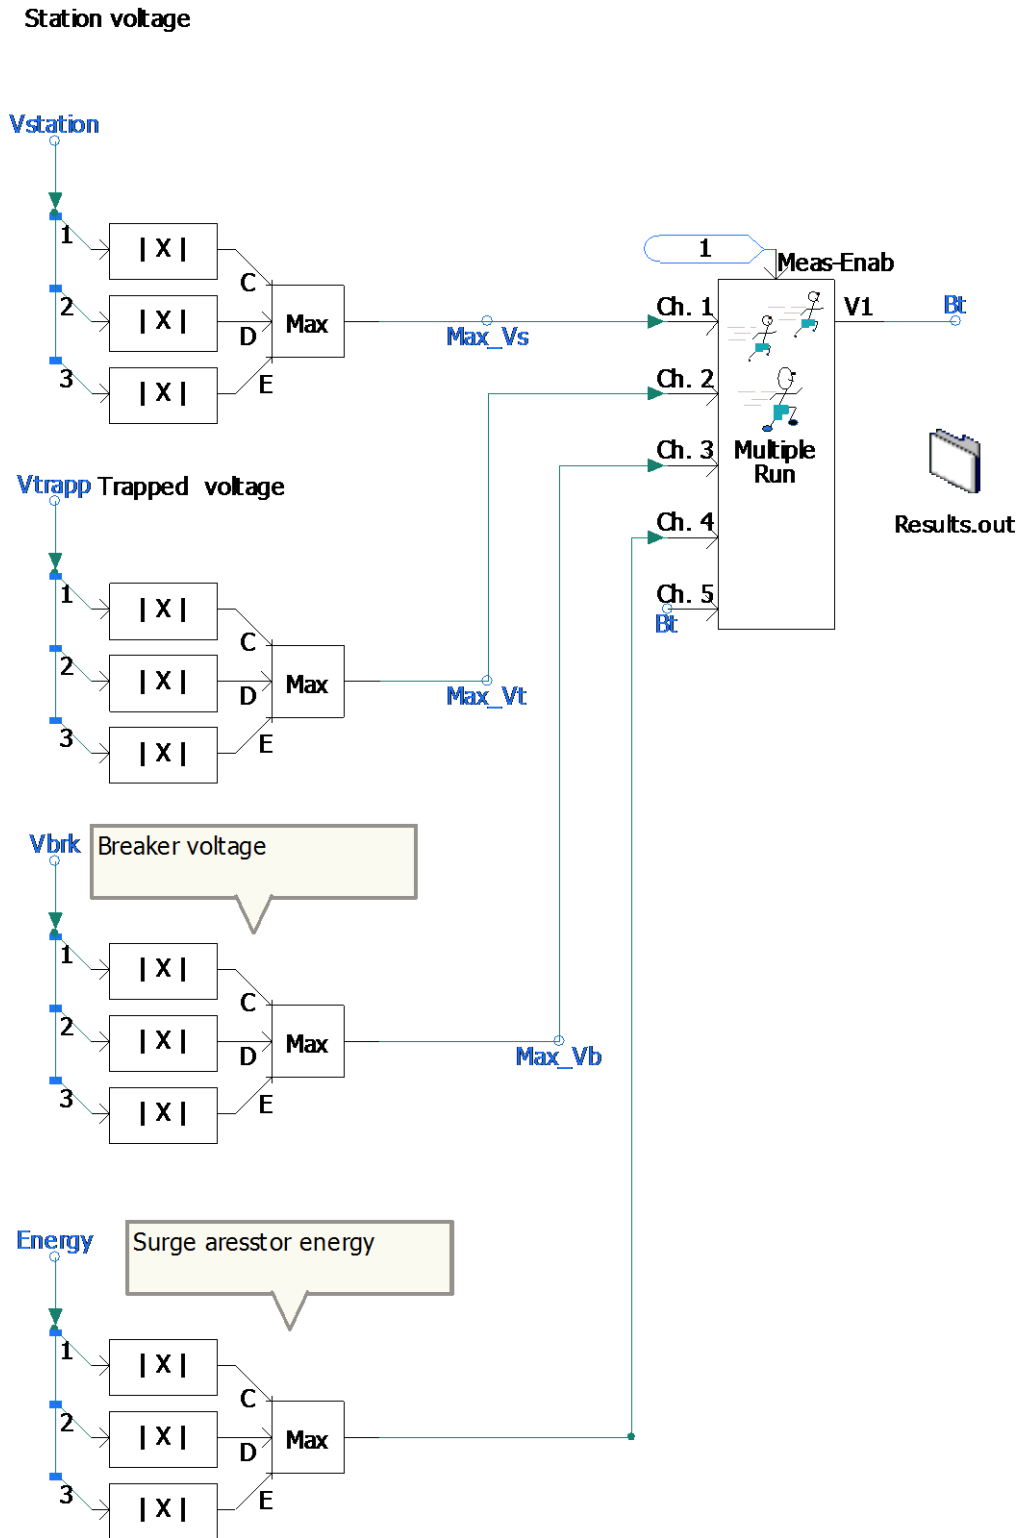 Station voltage
Vstation
1
|X|
C
2
|X|
D
Max
3
|X|
E
Max_Vs
1
Meas-Enab
Ch. 1
V1
Bt
Ch. 2
Ch. 3
Multiple
Run
Ch. 4
Results.out
Ch. 5
Bt
Vtrapp
Trapped voltage
1
|X|
C
2
|X|
D
Max
3
|X|
E
Max_Vt
Vbrk
Breaker voltage
1
|X|
C
2
|X|
D
Max
3
|X|
E
Max_Vb
Energy
Surge aresstor energy
1
|X|
C
2
|X|
D
Max
3
|X|
E